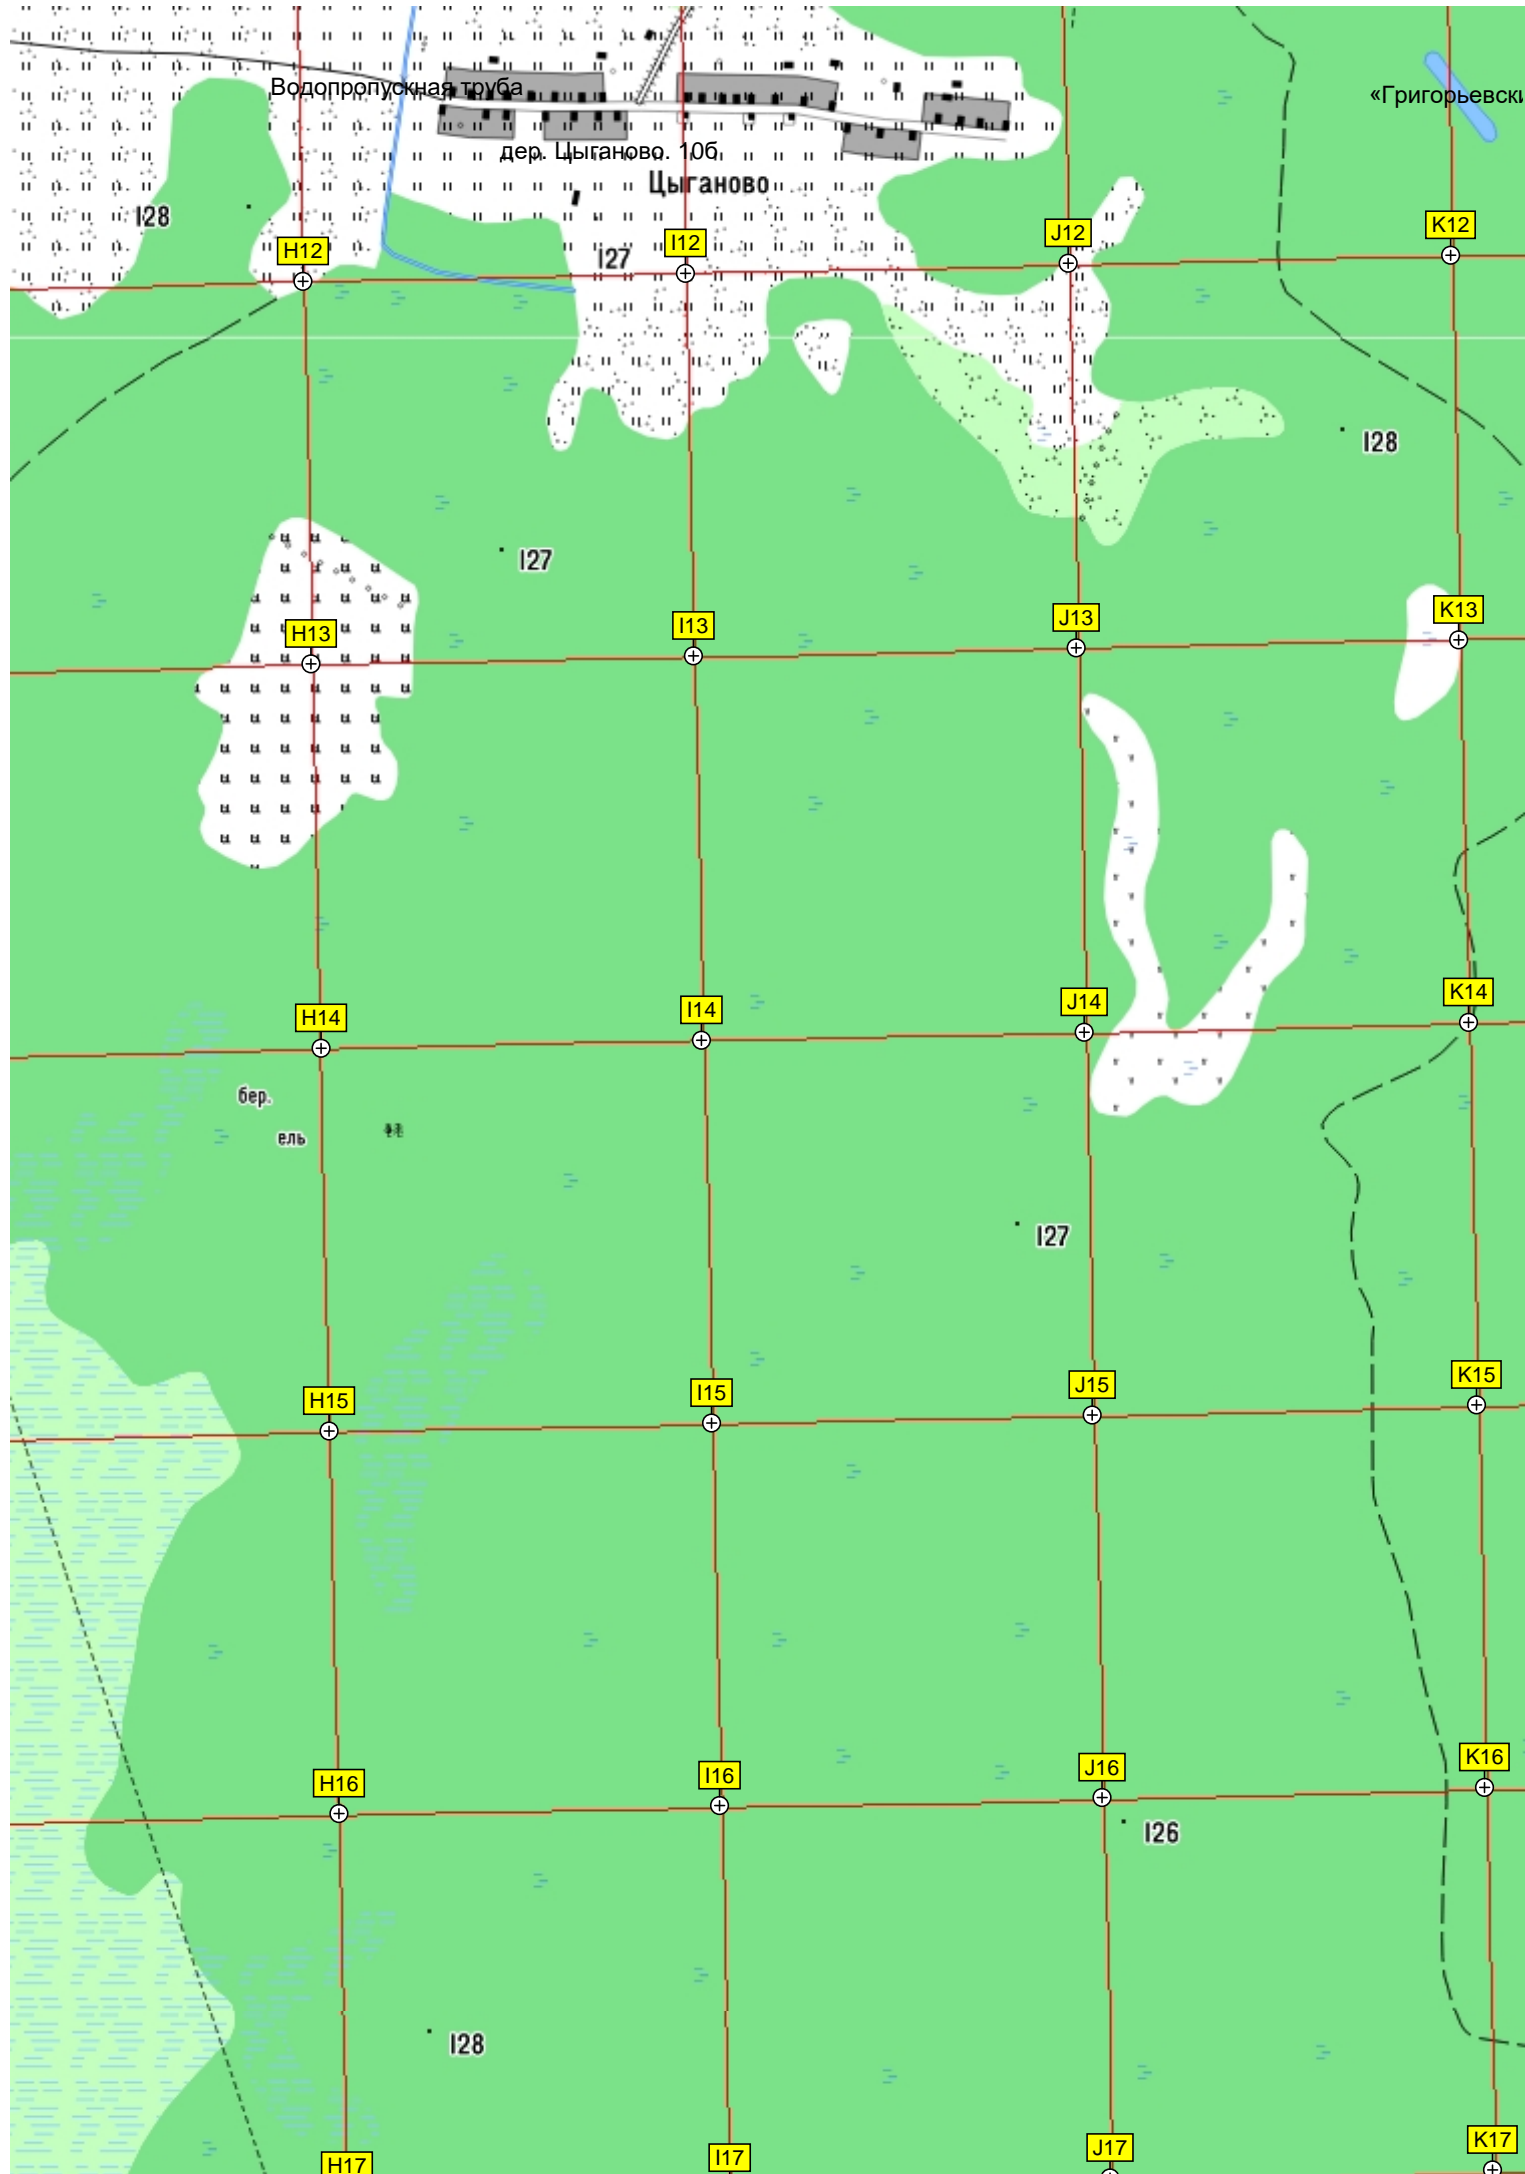 Водопропускная труба
«Григорьевски
дер. Цыганово. 10б
Цыганово
128
127
H12
I12
J12
K12
128
127
H13
I13
J13
K13
H14
I14
J14
K14
бер.
ель
127
H15
I15
J15
K15
H16
I16
J16
K16
126
128
H17
I17
J17
K17